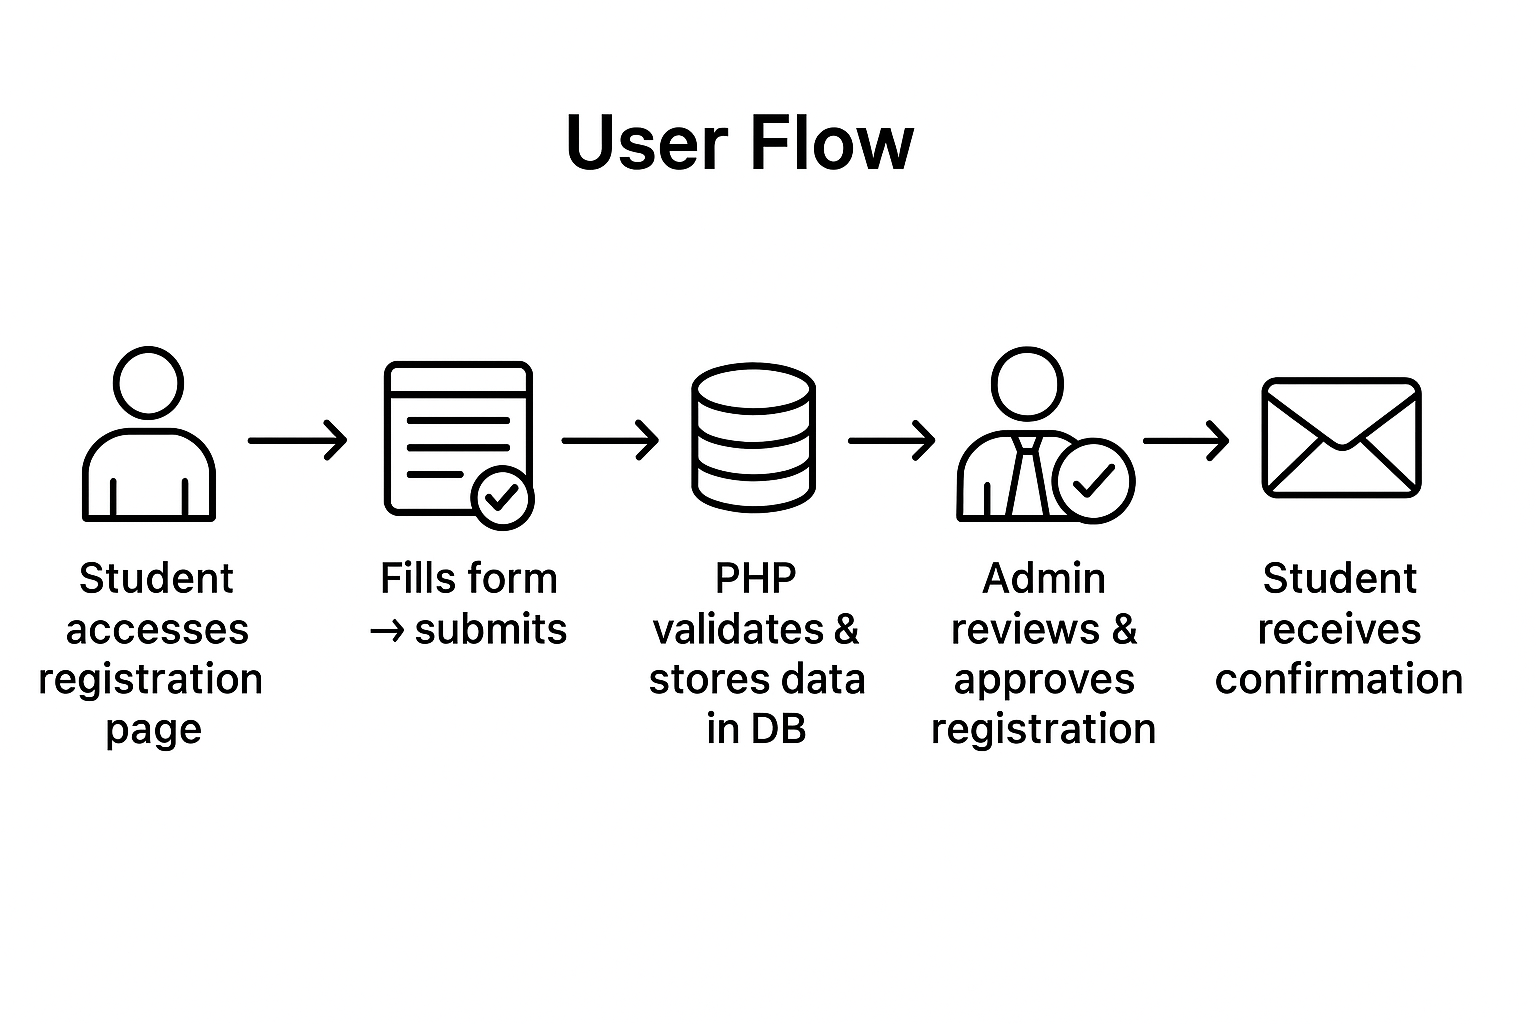 User Flow
Student
accesses
registration
page
Fills form
→ submits
PHP
validates &
stores data
in DB
Admin
reviews &
approves
registration
Student
receives
confirmation